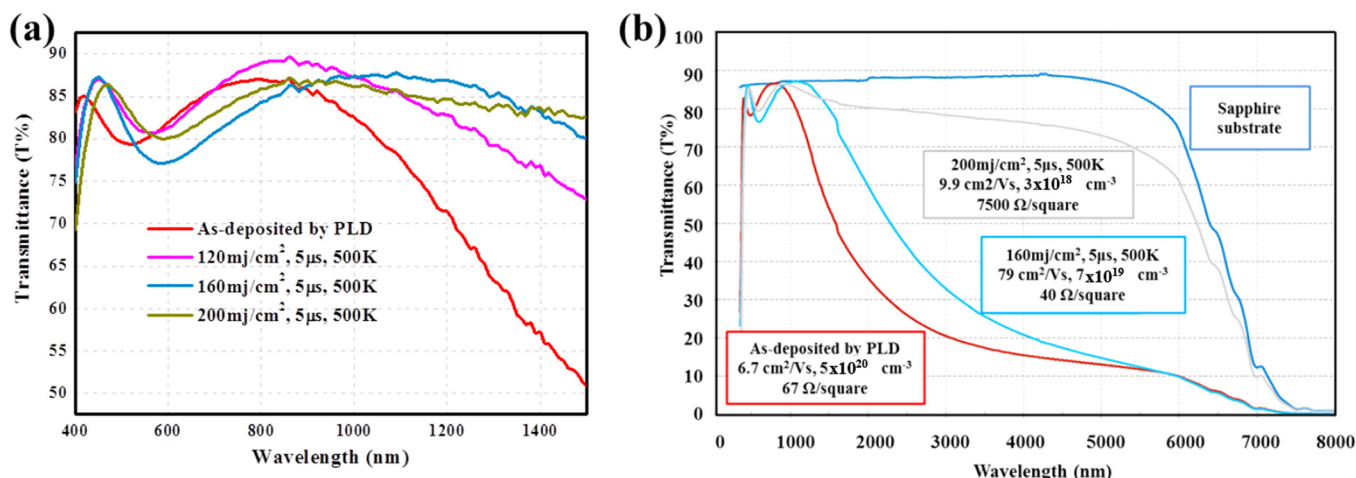 (a)
90
85
80
75
70
65
60
55
50
Transmittance (T%)
As-deposited by PLD
120mj/cm², 5μs, 500K
160mj/cm², 5μs, 500K
200mj/cm², 5μs, 500K
400 600 800 1000 1200 1400
Wavelength (nm)
(b)
100
90
80
70
60
50
40
30
20
10
0
Transmittance (T%)
Sapphire
substrate
200mj/cm², 5μs, 500K
9.9 cm2/Vs, 3x10¹⁸ cm⁻³
7500 Ω/square
160mj/cm², 5μs, 500K
79 cm²/Vs, 7x10¹⁹ cm⁻³
40 Ω/square
As-deposited by PLD
6.7 cm²/Vs, 5x10²⁰ cm⁻³
67 Ω/square
0 1000 2000 3000 4000 5000 6000 7000 8000
Wavelength (nm)